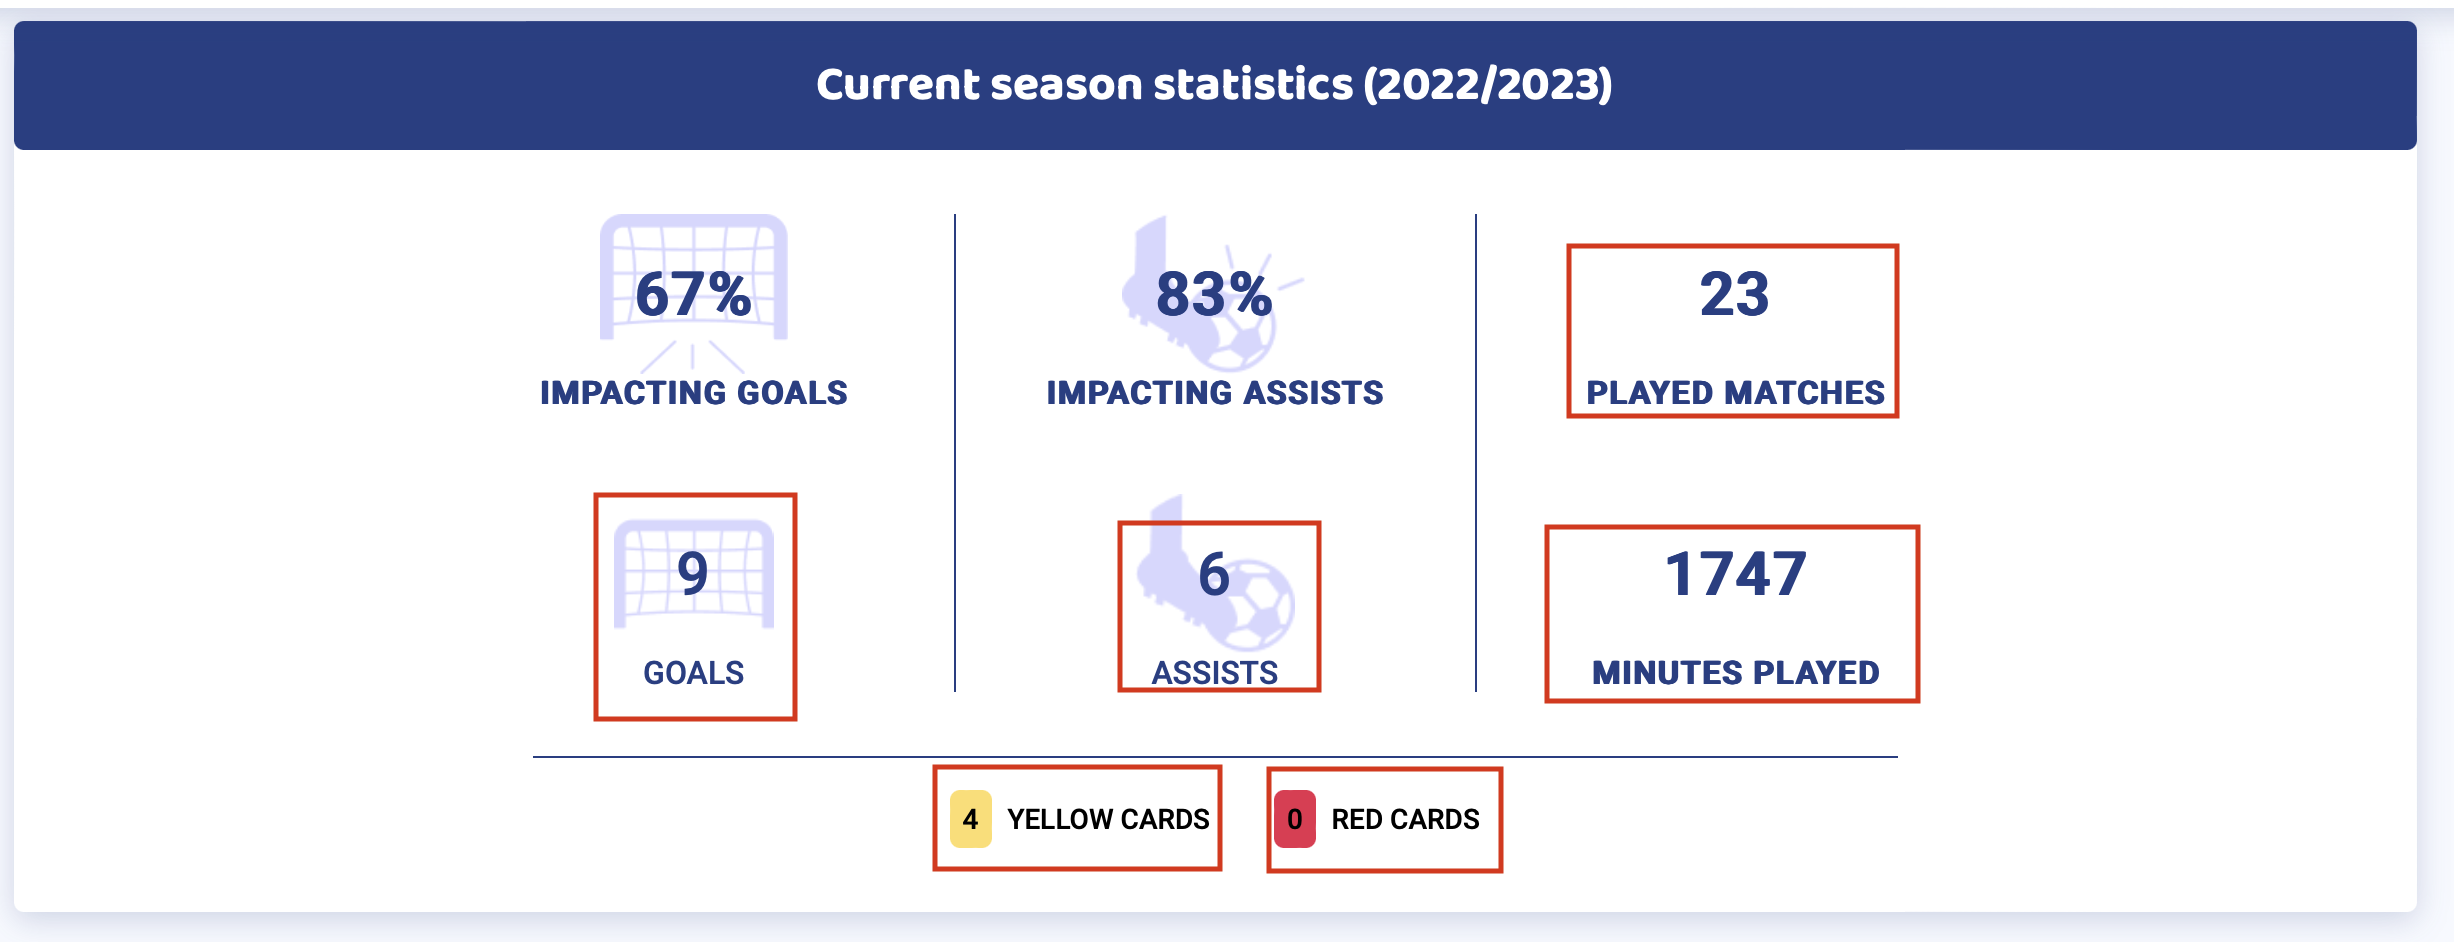 Current season statistics (2022/2023)
67%
83%
23
IMPACTING GOALS
IMPACTING ASSISTS
PLAYED MATCHES
9
6
1747
GOALS
ASSISTS
MINUTES PLAYED
4 YELLOW CARDS
0 RED CARDS